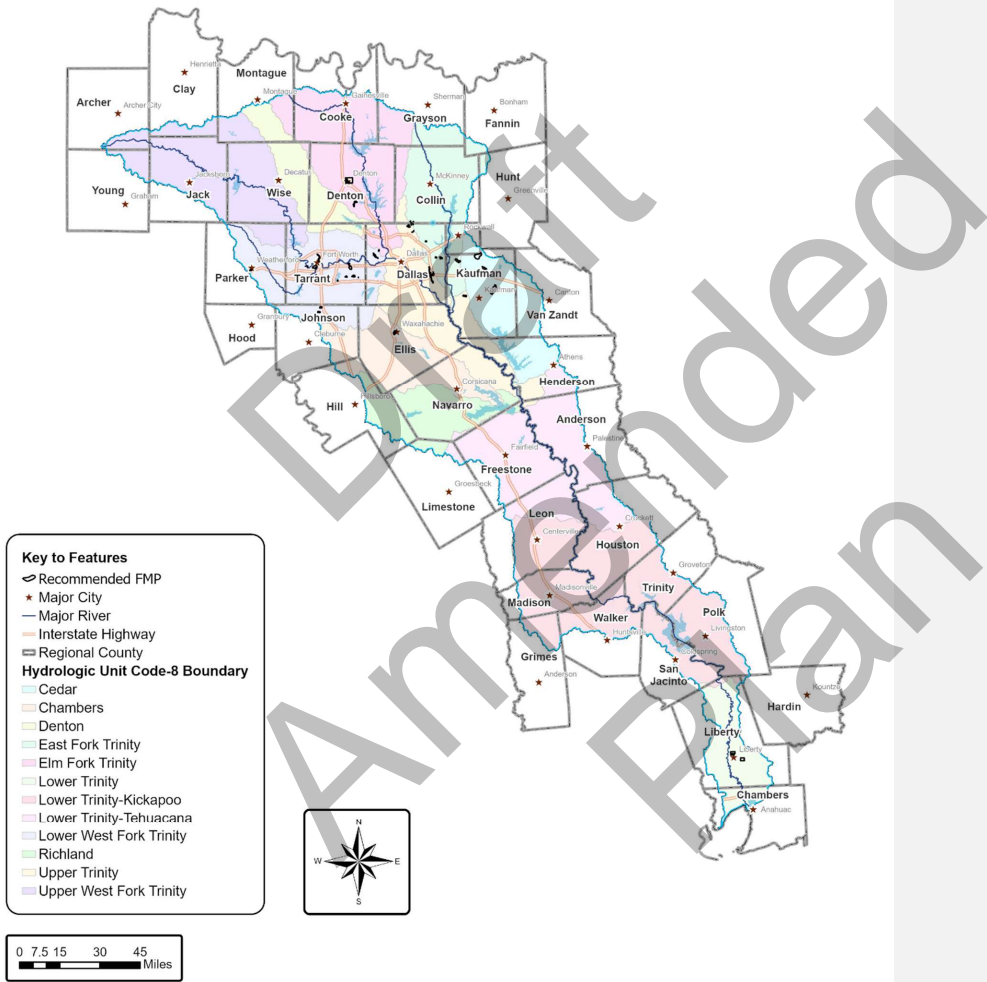 Henrietta
Montague
Clay
Archer
Archer City
Montague
Gainesville
Sherman
Bonham
Cooke
Grayson
Fannin
Jacksboro
Decatur
Denton
McKinney
Hunt
Young
Jack
Wise
Denton
Collin
Greenville
Graham
Rockwall
Weatherford
Fort Worth
Dallas
Parker
Tarrant
Dallas
Kaufman
Kaufman
Canton
Granbury
Johnson
Waxahachie
Van Zandt
Hood
Cleburne
Ellis
Athens
Corsicana
Henderson
Hillsboro
Hill
Navarro
Anderson
Fairfield
Palestine
Freestone
Groesbeck
Limestone
Leon
Crockett
Centerville
Houston
Groveton
Madisonville
Trinity
Madison
Walker
Polk
Huntsville
Livingston
Grimes
Coldspring
San
Jacinto
Anderson
Kountze
Hardin
Liberty
Liberty
Chambers
Anahuac
Key to Features
Recommended FMP
Major City
Major River
Interstate Highway
Regional County
Hydrologic Unit Code-8 Boundary
Cedar
Chambers
Denton
East Fork Trinity
Elm Fork Trinity
Lower Trinity
Lower Trinity-Kickapoo
Lower Trinity-Tehuacana
Lower West Fork Trinity
Richland
Upper Trinity
Upper West Fork Trinity
N
W E
S
0 7.5 15 30 45
Miles
Draft
Amended
Plan